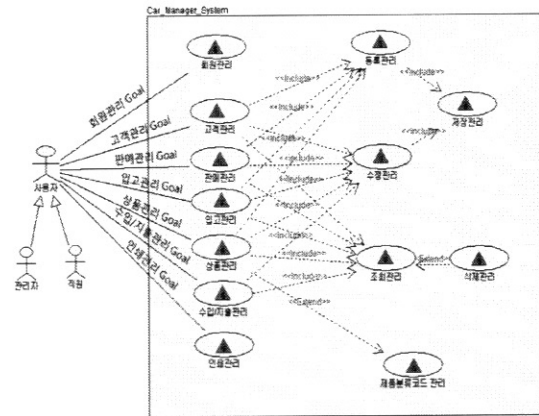 Car_Manager_System
회원관리
고객관리
판매관리
입고관리
상품관리
수입/지출관리
인쇄관리
회원관리 Goal
고객관리 Goal
판매관리 Goal
입고관리 Goal
상품관리 Goal
수입/지출관리 Goal
인쇄관리 Goal
사용자
관리자
직원
등록관리
저장관리
수정관리
조회관리
삭제관리
제품분류코드 관리
<<Include>>
<<Include>>
<<Include>>
<<Include>>
<<Include>>
<<Include>>
<<Include>>
<<Extend>>
<<Extend>>